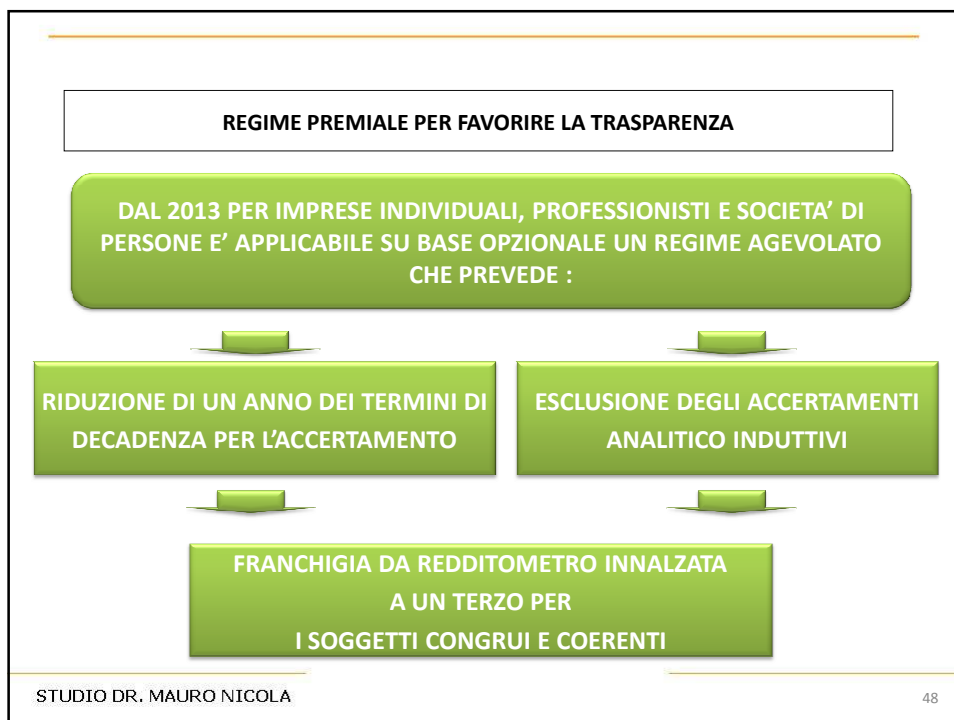 REGIME PREMIALE PER FAVORIRE LA TRASPARENZA
DAL 2013 PER IMPRESE INDIVIDUALI, PROFESSIONISTI E SOCIETA’ DI
PERSONE E’ APPLICABILE SU BASE OPZIONALE UN REGIME AGEVOLATO
CHE PREVEDE :
RIDUZIONE DI UN ANNO DEI TERMINI DI
DECADENZA PER L’ACCERTAMENTO
ESCLUSIONE DEGLI ACCERTAMENTI
ANALITICO INDUTTIVI
FRANCHIGIA DA REDDITOMETRO INNALZATA
A UN TERZO PER
I SOGGETTI CONGRUI E COERENTI
STUDIO DR. MAURO NICOLA
48